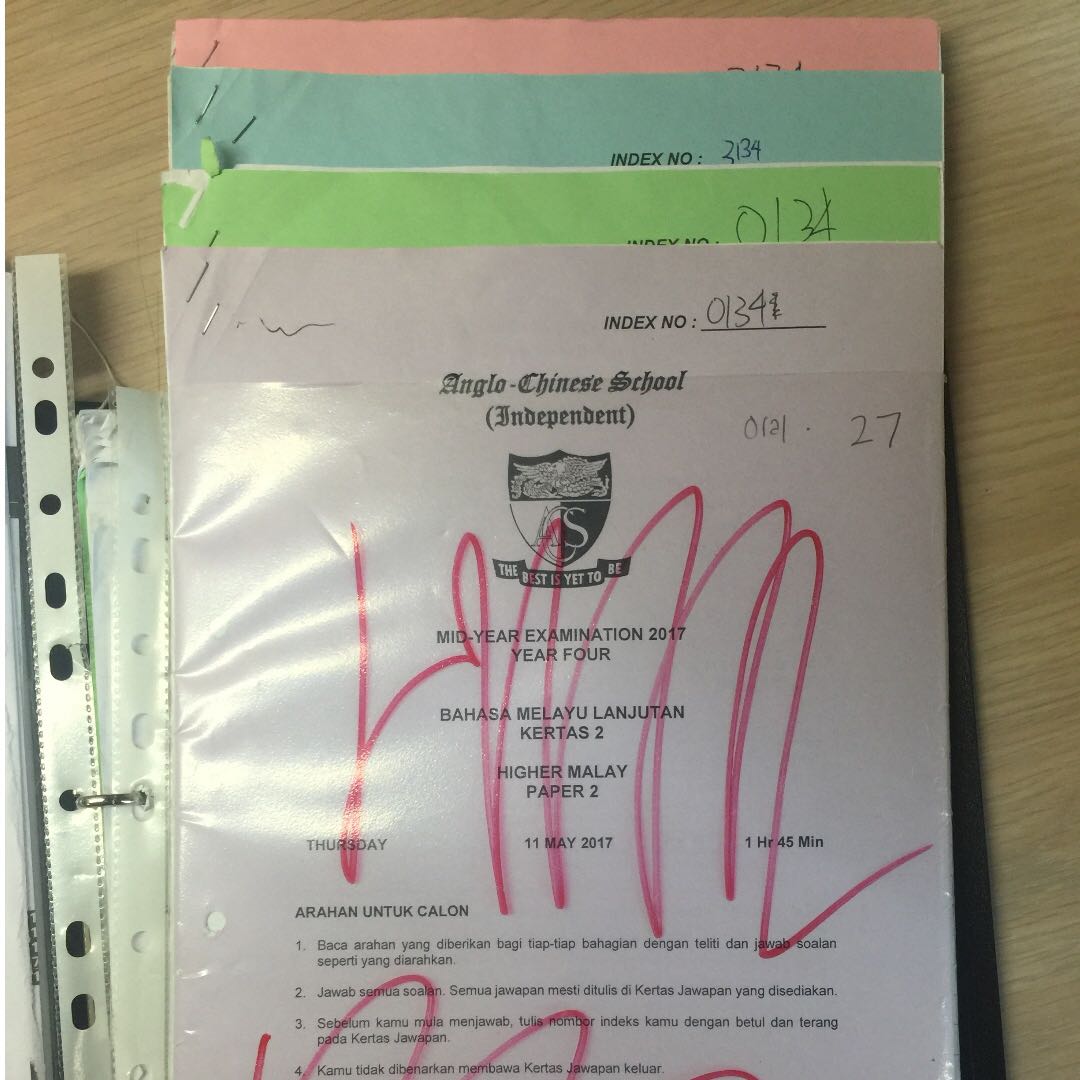 INDEX NO : 3134
0134
INDEX NO : 0134
Anglo-Chinese School
(Independent)
27
ACS
THE BEST IS YET TO BE
MID-YEAR EXAMINATION 2017
YEAR FOUR
BAHASA MELAYU LANJUTAN
KERTAS 2
HIGHER MALAY
PAPER 2
THURSDAY 11 MAY 2017 1 Hr 45 Min
ARAHAN UNTUK CALON
1. Baca arahan yang diberikan bagi tiap-tiap bahagian dengan teliti dan jawab soalan
seperti yang diarahkan.
2. Jawab semua soalan. Semua jawapan mesti ditulis di Kertas Jawapan yang disediakan.
3. Sebelum kamu mula menjawab, tulis nombor indeks kamu dengan betul dan terang
pada Kertas Jawapan.
4. Kamu tidak dibenarkan membawa Kertas Jawapan keluar.